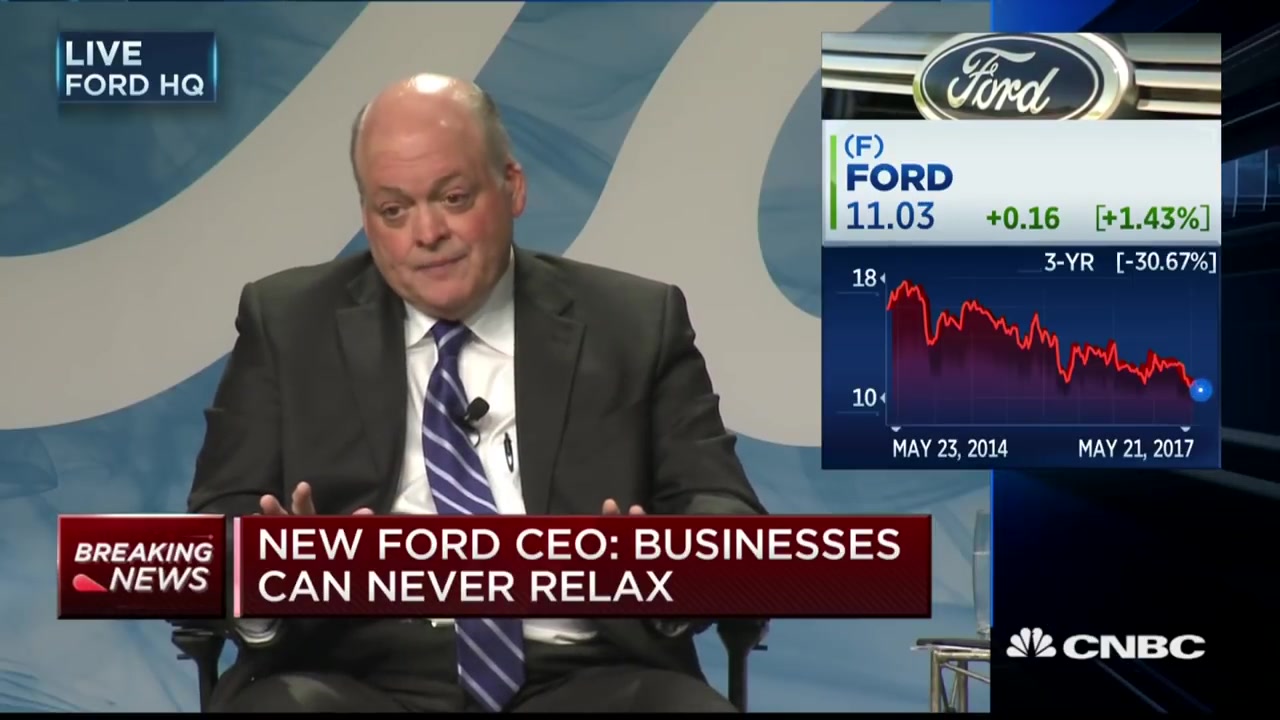 LIVE
FORD HQ
Ford
(F)
FORD
11.03 +0.16 [+1.43%]
3-YR [-30.67%]
18
10
MAY 23, 2014 MAY 21, 2017
BREAKING
NEWS
NEW FORD CEO: BUSINESSES
CAN NEVER RELAX
CNBC